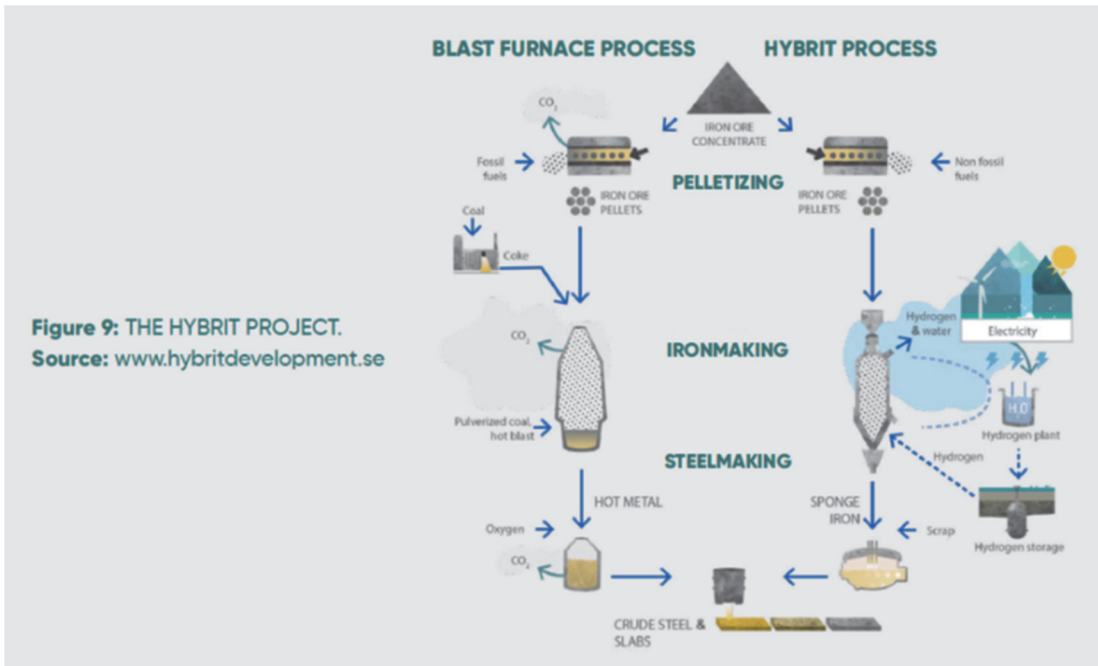 BLAST FURNACE PROCESS
HYBRIT PROCESS
CO2
IRON ORE
CONCENTRATE
Fossil
fuels
Non fossil
fuels
PELLETIZING
IRON ORE
PELLETS
IRON ORE
PELLETS
Coal
Coke
Figure 9: THE HYBRIT PROJECT.
Source: www.hybritdevelopment.se
CO2
IRONMAKING
Hydrogen
& water
Electricity
H2O
Hydrogen plant
Pulverized coal,
hot blast
Hydrogen
STEELMAKING
HOT METAL
SPONGE
IRON
Oxygen
Scrap
Hydrogen storage
CO2
CRUDE STEEL &
SLABS